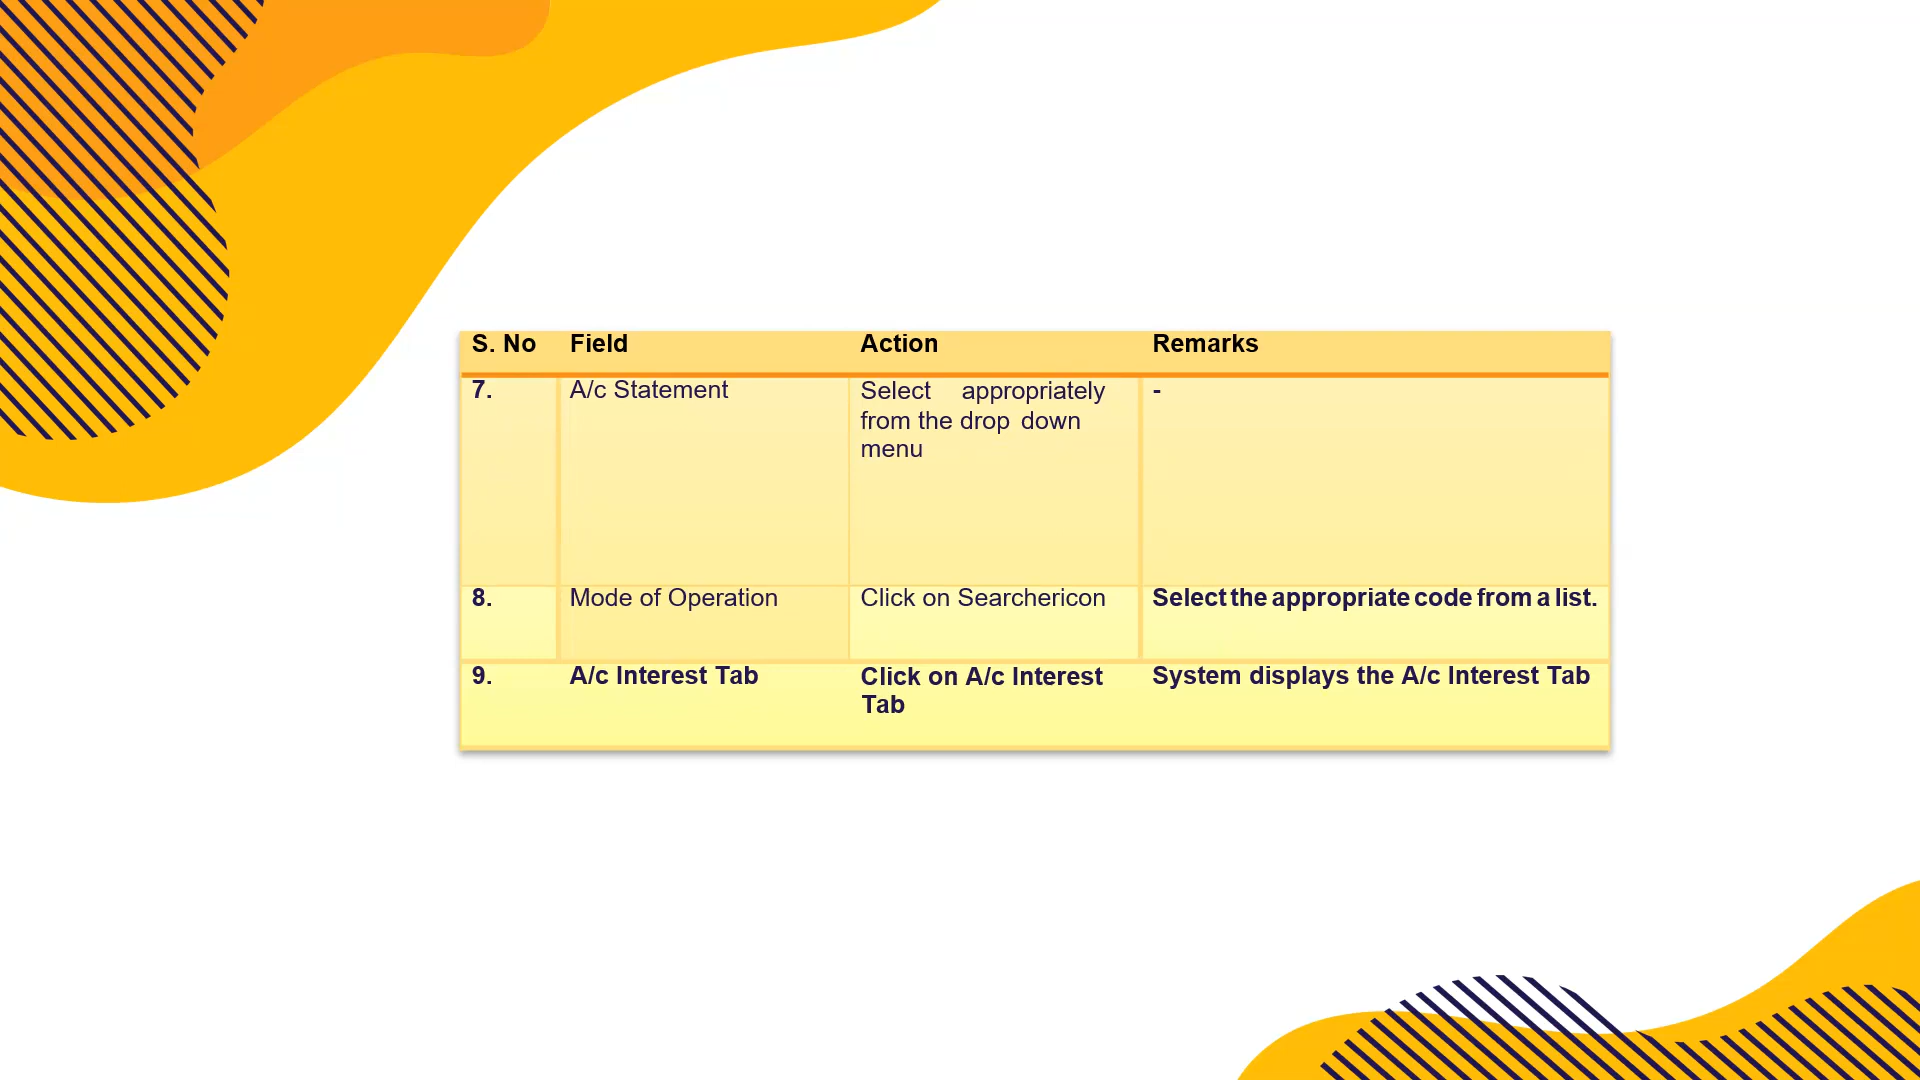 S. No Field Action Remarks
7. A/c Statement Select appropriately -
from the drop down
menu
8. Mode of Operation Click on Searchericon Select the appropriate code from a list.
9. A/c Interest Tab Click on A/c Interest System displays the A/c Interest Tab
Tab